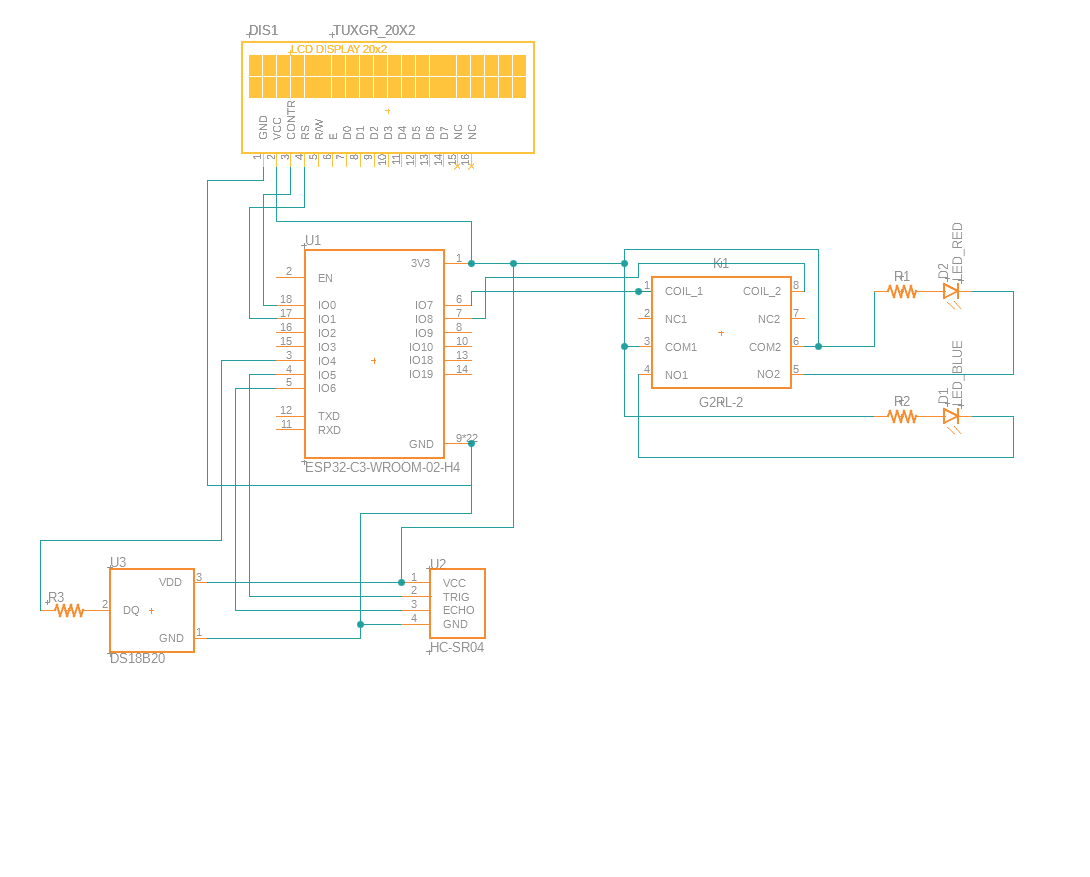 DIS1 TUXGR_20X2
LCD DISPLAY 20x2
GND VCC CONTR RS R/W E D0 D1 D2 D3 D4 D5 D6 D7 NC NC
1 2 3 4 5 6 7 8 9 10 11 12 13 14 15 16
U1
3V3 1
2 EN
18 IO0 IO7 6
17 IO1 IO8 7
16 IO2 IO9 8
15 IO3 IO10 10
3 IO4 IO18 13
4 IO5 IO19 14
5 IO6
12 TXD
11 RXD
GND 9*22
ESP32-C3-WROOM-02-H4
K1
1 COIL_1 COIL_2 8
2 NC1 NC2 7
3 COM1 COM2 6
4 NO1 NO2 5
G2RL-2
R1 D2 LED_RED
R2 D1 LED_BLUE
U3
VDD 3
R3 2 DQ
GND 1
DS18B20
U2
1 VCC
2 TRIG
3 ECHO
4 GND
HC-SR04